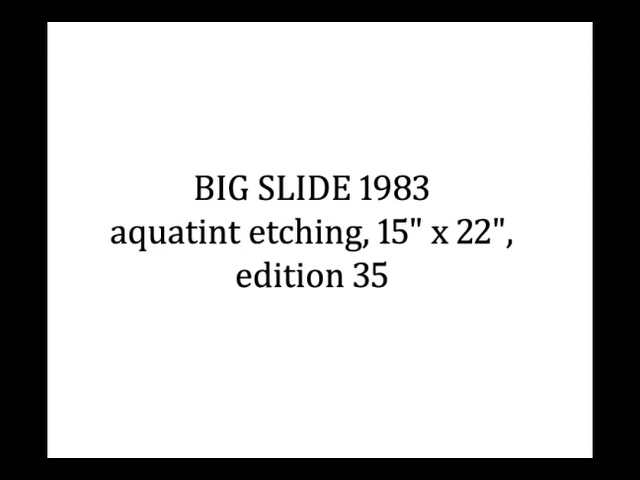 BIG SLIDE 1983
aquatint etching, 15" x 22",
edition 35